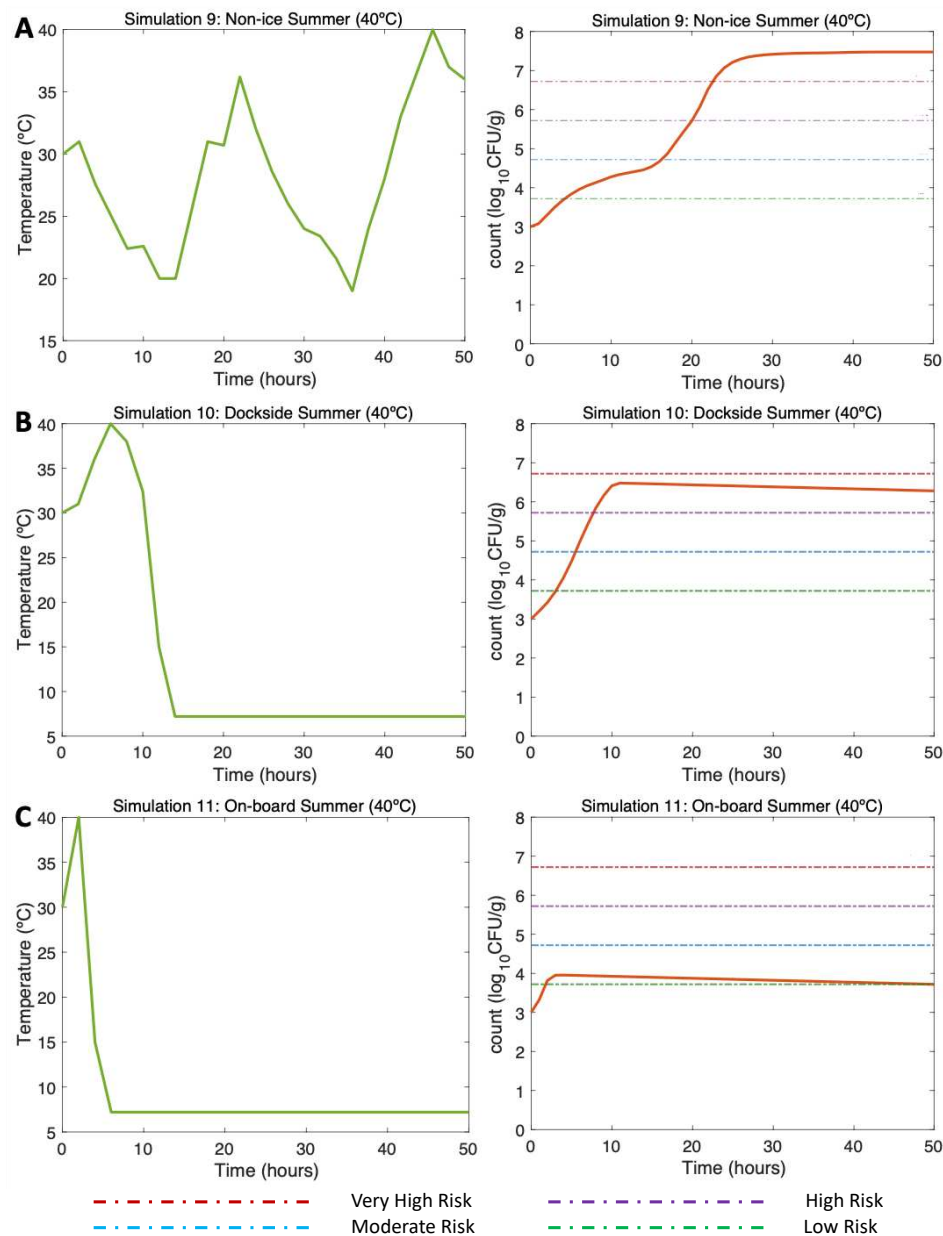 A
Simulation 9: Non-ice Summer (40ºC)
40
35
30
25
20
15
Temperature (ºC)
0 10 20 30 40 50
Time (hours)
Simulation 9: Non-ice Summer (40ºC)
8
7
6
5
4
3
2
1
0
count (log10CFU/g)
0 10 20 30 40 50
Time (hours)
B
Simulation 10: Dockside Summer (40ºC)
40
35
30
25
20
15
10
5
Temperature (ºC)
0 10 20 30 40 50
Time (hours)
Simulation 10: Dockside Summer (40ºC)
8
7
6
5
4
3
2
1
0
count (log10CFU/g)
0 10 20 30 40 50
Time (hours)
C
Simulation 11: On-board Summer (40ºC)
40
35
30
25
20
15
10
5
Temperature (ºC)
0 10 20 30 40 50
Time (hours)
Simulation 11: On-board Summer (40ºC)
8
7
6
5
4
3
2
1
0
count (log10CFU/g)
0 10 20 30 40 50
Time (hours)
Very High Risk
High Risk
Moderate Risk
Low Risk